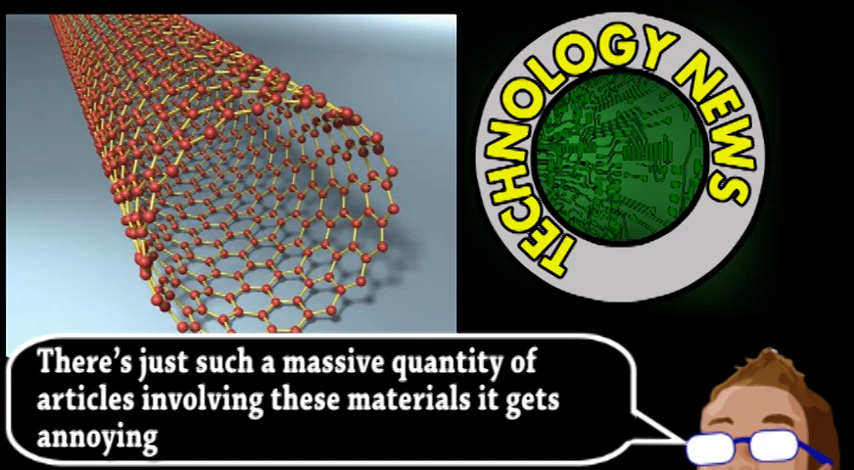 TECHNOLOGY NEWS
There's just such a massive quantity of
articles involving these materials it gets
annoying